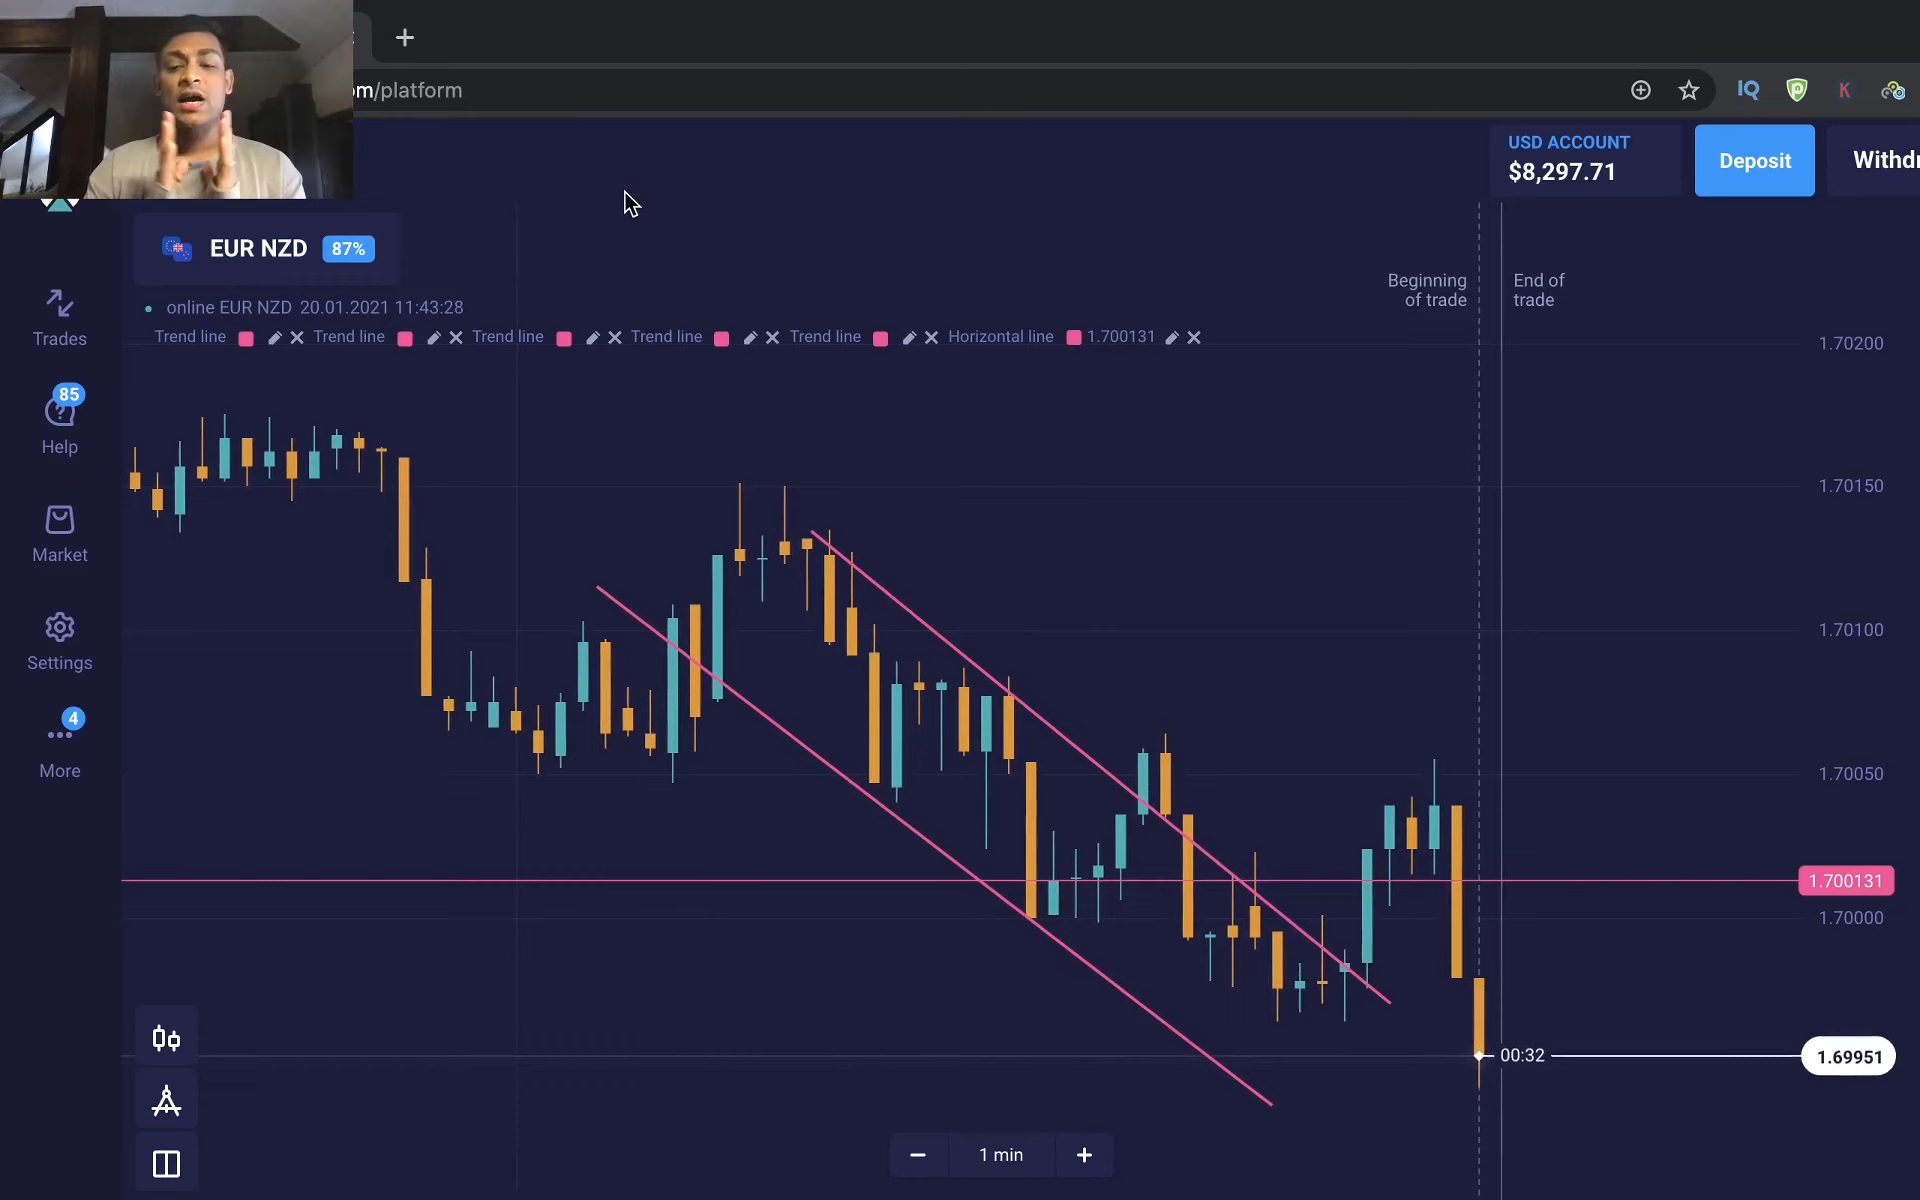 om/platform
IQ
K
USD ACCOUNT
$8,297.71
Deposit
Withdr
EUR NZD 87%
Beginning
of trade
End of
trade
online EUR NZD 20.01.2021 11:43:28
Trend line Trend line Trend line Trend line Trend line Horizontal line 1.700131
Trades
85
Help
Market
Settings
4
More
1.70200
1.70150
1.70100
1.70050
1.700131
1.70000
00:32
1.69951
1 min